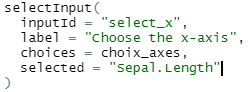 selectInput(
  inputId = "select_x",
  label = "Choose the x-axis",
  choices = choix_axes,
  selected = "Sepal.Length"
)